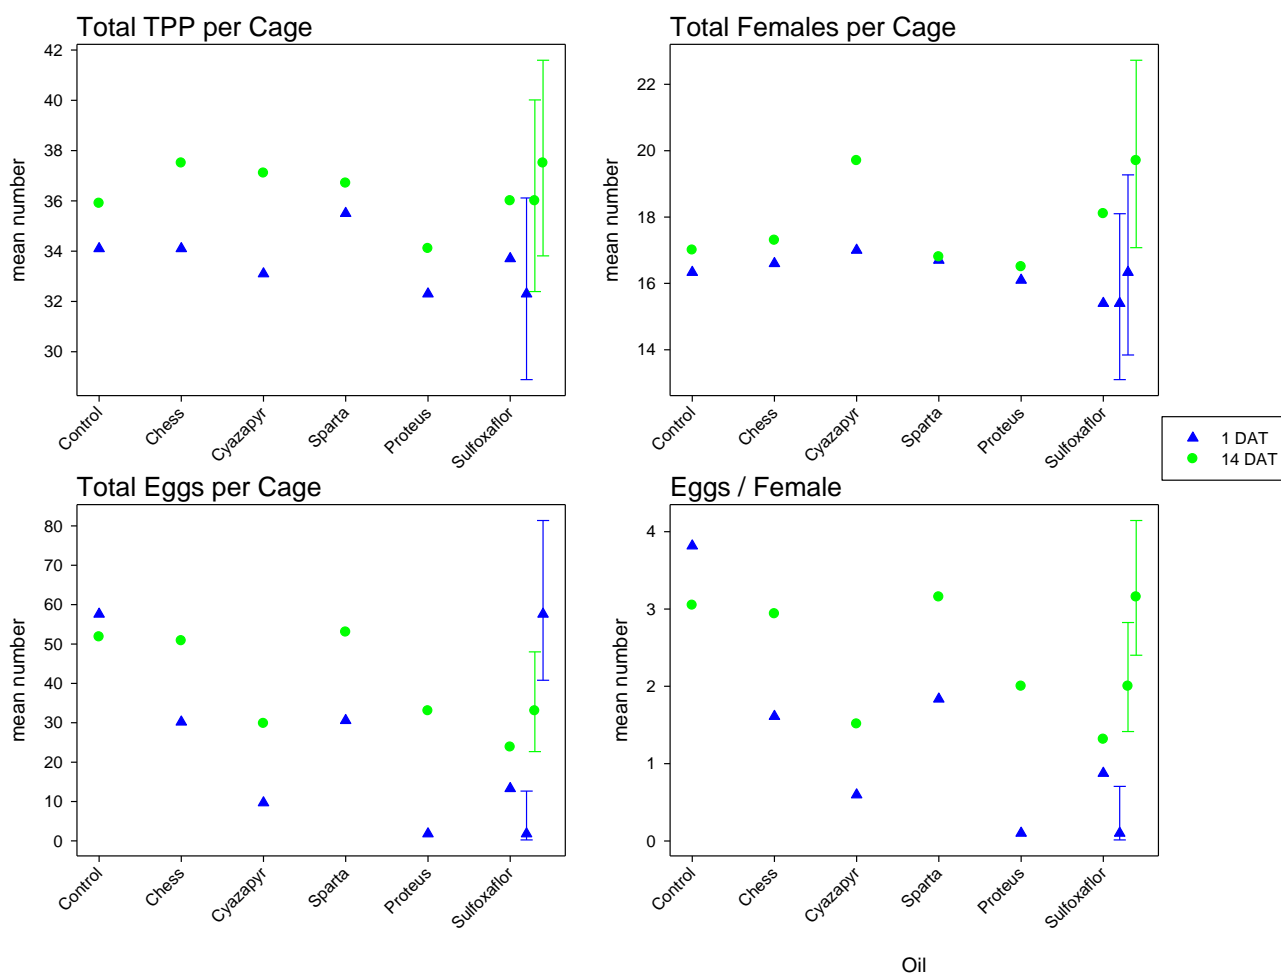 Total TPP per Cage
mean number
42
40
38
36
34
32
30
Control
Chess
Cyazapyr
Sparta
Proteus
Sulfoxaflor
Total Females per Cage
mean number
22
20
18
16
14
Control
Chess
Cyazapyr
Sparta
Proteus
Sulfoxaflor
1 DAT
14 DAT
Total Eggs per Cage
mean number
80
70
60
50
40
30
20
10
0
Control
Chess
Cyazapyr
Sparta
Proteus
Sulfoxaflor
Eggs / Female
mean number
4
3
2
1
0
Control
Chess
Cyazapyr
Sparta
Proteus
Sulfoxaflor
Oil